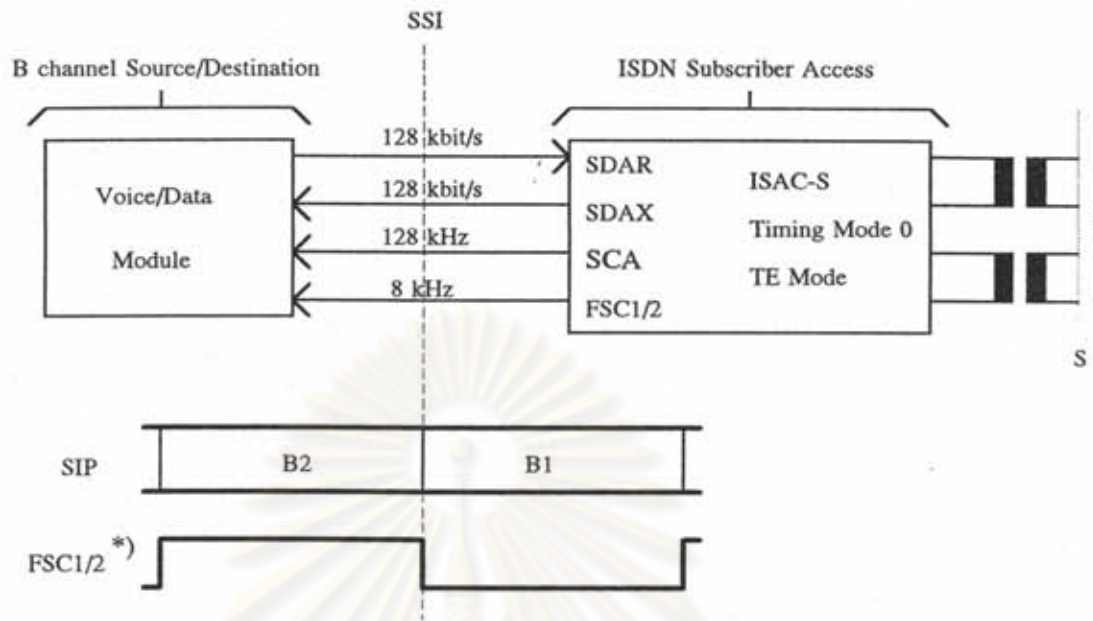 SSI
B channel Source/Destination
ISDN Subscriber Access
128 kbit/s
SDAR
ISAC-S
Voice/Data
128 kbit/s
SDAX
Timing Mode 0
Module
128 kHz
SCA
TE Mode
8 kHz
FSC1/2
S
SIP
B2
B1
FSC1/2 *)